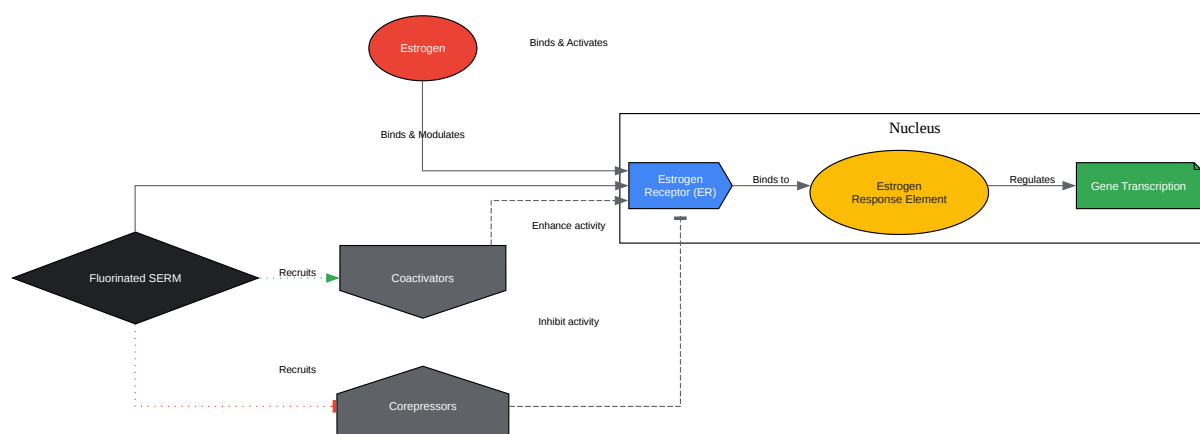 Estrogen
Binds & Activates
Nucleus
Binds & Modulates
Estrogen
Receptor (ER)
Binds to
Estrogen
Response Element
Regulates
Gene Transcription
Enhance activity
Fluorinated SERM
Recruits
Coactivators
Inhibit activity
Recruits
Corepressors